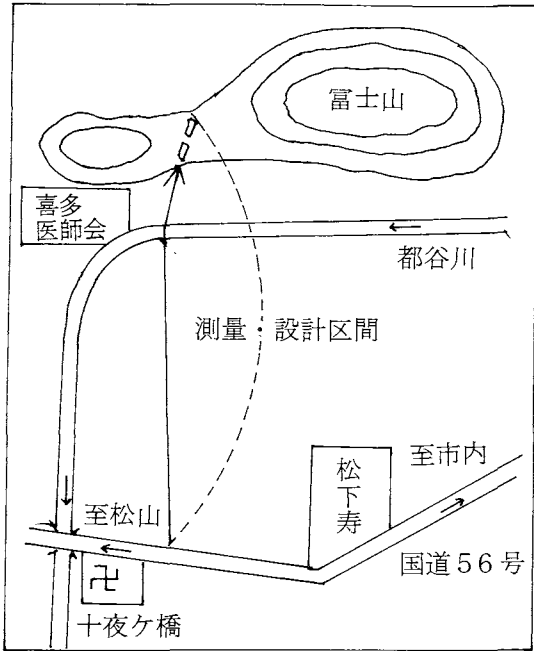 冨士山
喜多
医師会
都谷川
測量・設計区間
至市内
松下寿
至松山
国道56号
卍
十夜ケ橋